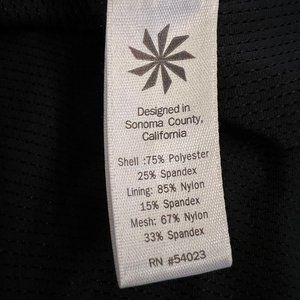 Designed in
Sonoma County,
California
Shell :75% Polyester
25% Spandex
Lining: 85% Nylon
15% Spandex
Mesh: 67% Nylon
33% Spandex
RN #54023